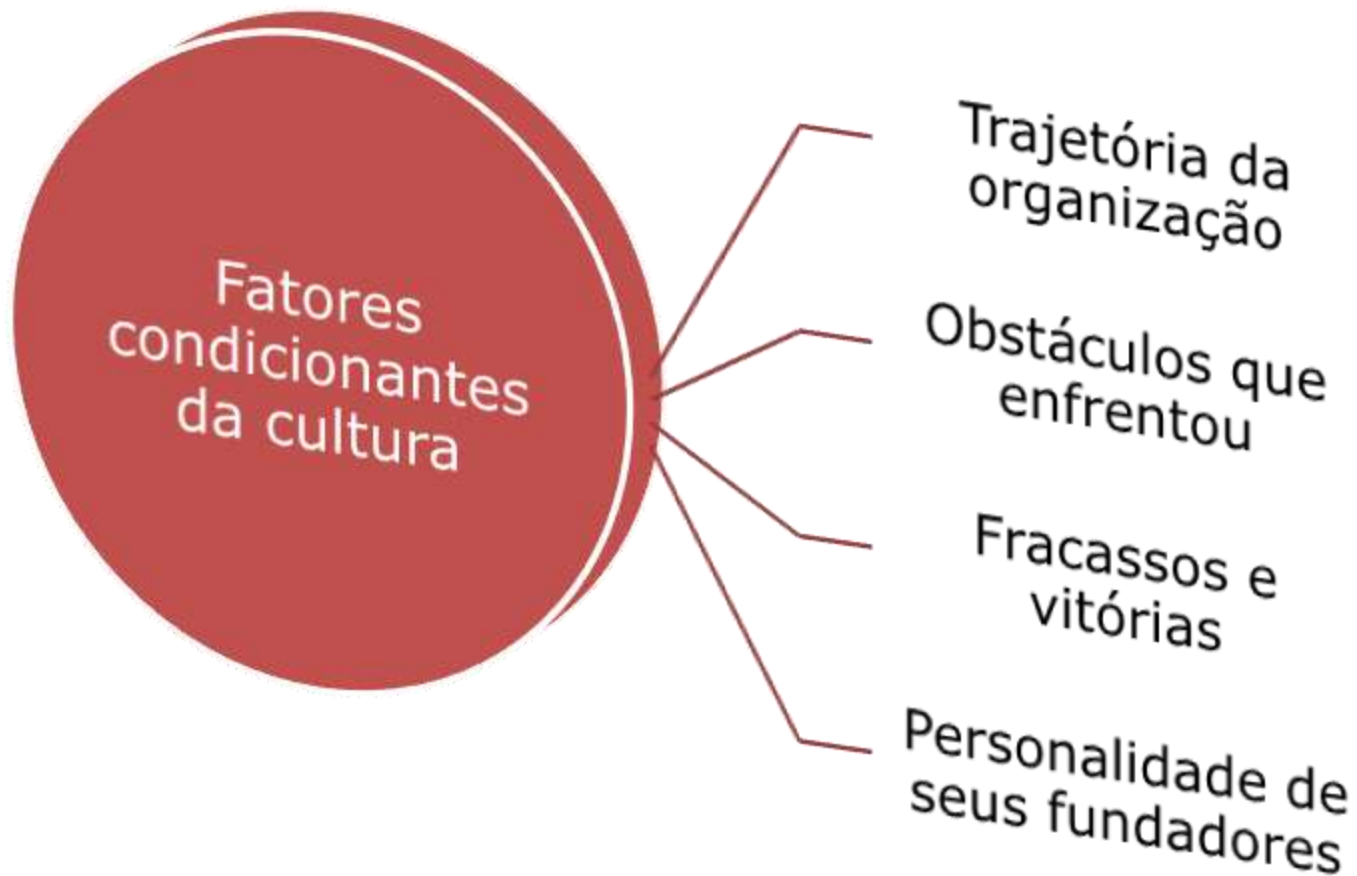 Fatores
condicionantes
da cultura
Trajetória da
organização
Obstáculos que
enfrentou
Fracassos e
vitórias
Personalidade de
seus fundadores